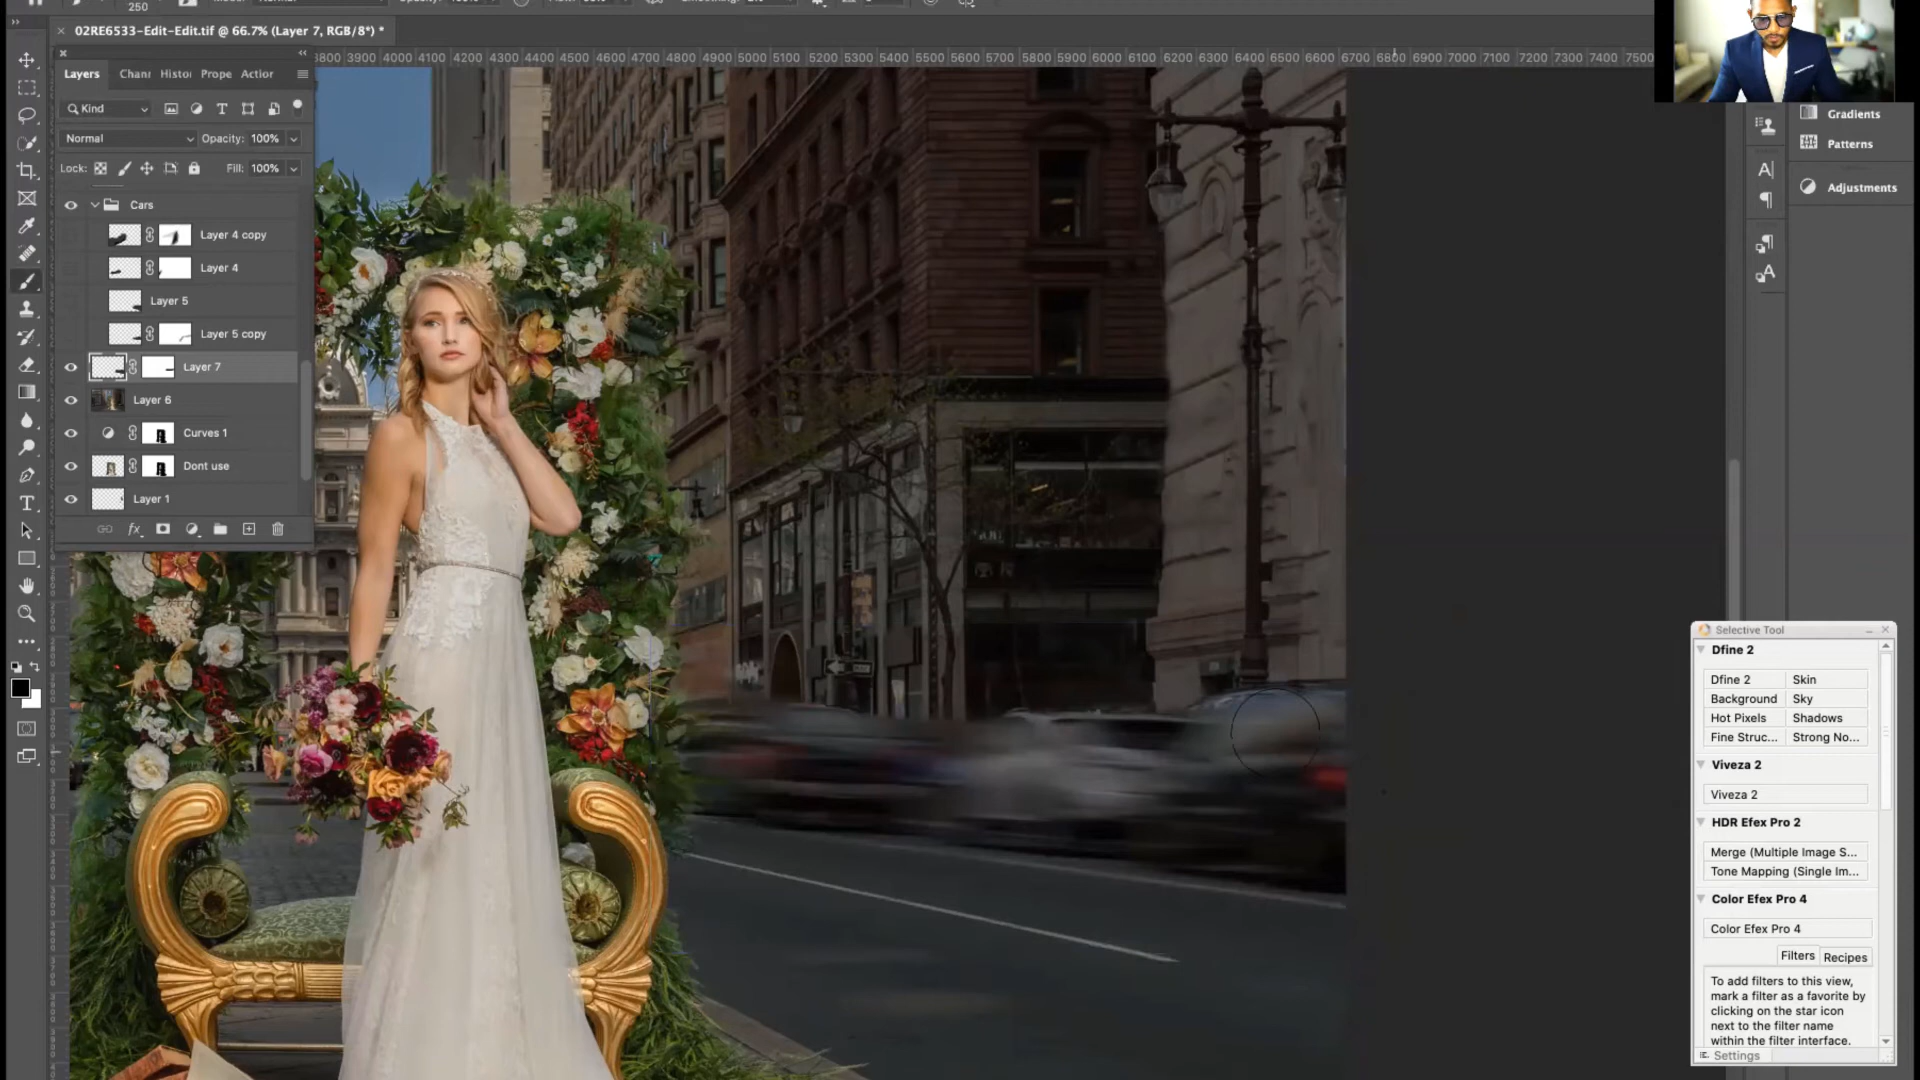 250
02RE6533-Edit-Edit.tif @ 66.7% (Layer 7, RGB/8*) *
Layers Chann Histor Prope Action
3800 3900 4000 4100 4200 4300 4400 4500 4600 4700 4800 4900 5000 5100 5200 5300 5400 5500 5600 5700 5800 5900 6000 6100 6200 6300 6400 6500 6600 6700 6800 6900 7000 7100 7200 7300 7400 7500
Kind
Normal Opacity: 100%
Lock: Fill: 100%
Cars
Layer 4 copy
Layer 4
Layer 5
Layer 5 copy
Layer 7
Layer 6
Curves 1
Dont use
Layer 1
fx
Gradients
Patterns
Adjustments
Selective Tool
Dfine 2
Dfine 2 Skin
Background Sky
Hot Pixels Shadows
Fine Struc... Strong No...
Viveza 2
Viveza 2
HDR Efex Pro 2
Merge (Multiple Image S...
Tone Mapping (Single Im...
Color Efex Pro 4
Color Efex Pro 4
Filters Recipes
To add filters to this view,
mark a filter as a favorite by
clicking on the star icon
next to the filter name
within the filter interface.
Settings